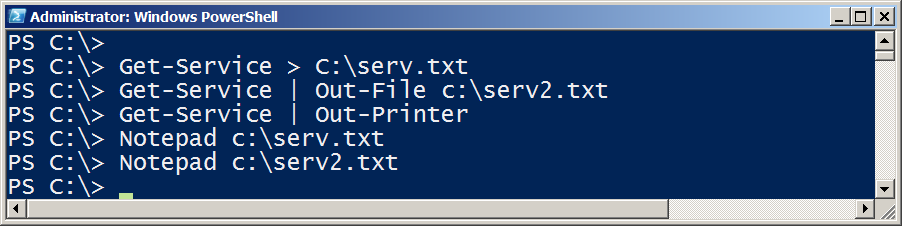 Administrator: Windows PowerShell
PS C:\>
PS C:\> Get-Service > C:\serv.txt
PS C:\> Get-Service | Out-File c:\serv2.txt
PS C:\> Get-Service | Out-Printer
PS C:\> Notepad c:\serv.txt
PS C:\> Notepad c:\serv2.txt
PS C:\>